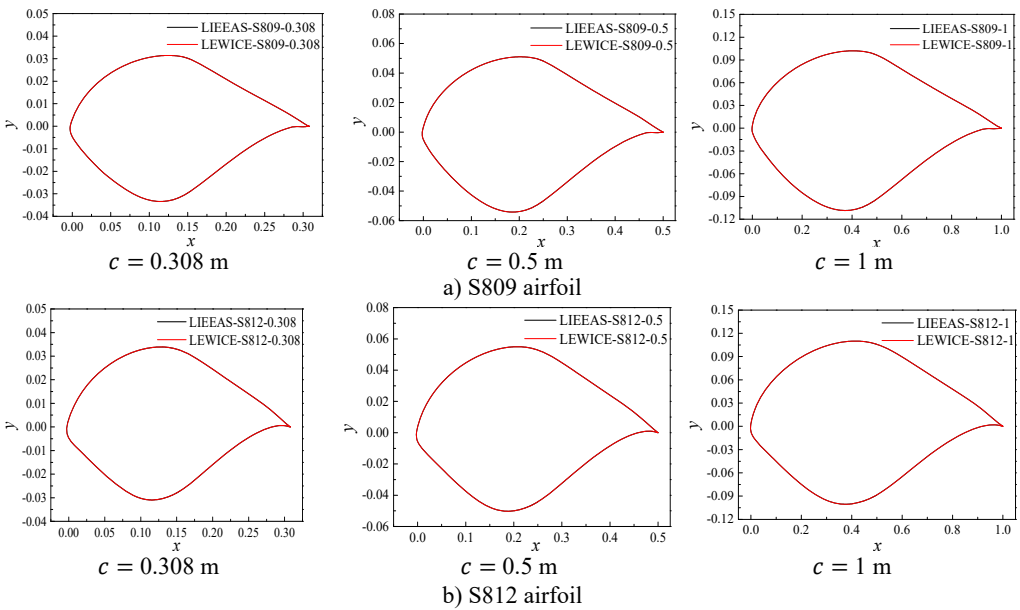 0.05
0.04
0.03
0.02
0.01
0.00
-0.01
-0.02
-0.03
-0.04
y
LIEEAS-S809-0.308
LEWICE-S809-0.308
0.00 0.05 0.10 0.15 0.20 0.25 0.30
x
c = 0.308 m
0.08
0.06
0.04
0.02
0.00
-0.02
-0.04
-0.06
y
LIEEAS-S809-0.5
LEWICE-S809-0.5
0.0 0.1 0.2 0.3 0.4 0.5
x
c = 0.5 m
0.15
0.12
0.09
0.06
0.03
0.00
-0.03
-0.06
-0.09
-0.12
y
LIEEAS-S809-1
LEWICE-S809-1
0.0 0.2 0.4 0.6 0.8 1.0
x
c = 1 m
a) S809 airfoil
0.05
0.04
0.03
0.02
0.01
0.00
-0.01
-0.02
-0.03
-0.04
y
LIEEAS-S812-0.308
LEWICE-S812-0.308
0.00 0.05 0.10 0.15 0.20 0.25 0.30
x
c = 0.308 m
0.08
0.06
0.04
0.02
0.00
-0.02
-0.04
-0.06
y
LIEEAS-S812-0.5
LEWICE-S812-0.5
0.0 0.1 0.2 0.3 0.4 0.5
x
c = 0.5 m
0.15
0.12
0.09
0.06
0.03
0.00
-0.03
-0.06
-0.09
-0.12
y
LIEEAS-S812-1
LEWICE-S812-1
0.0 0.2 0.4 0.6 0.8 1.0
x
c = 1 m
b) S812 airfoil